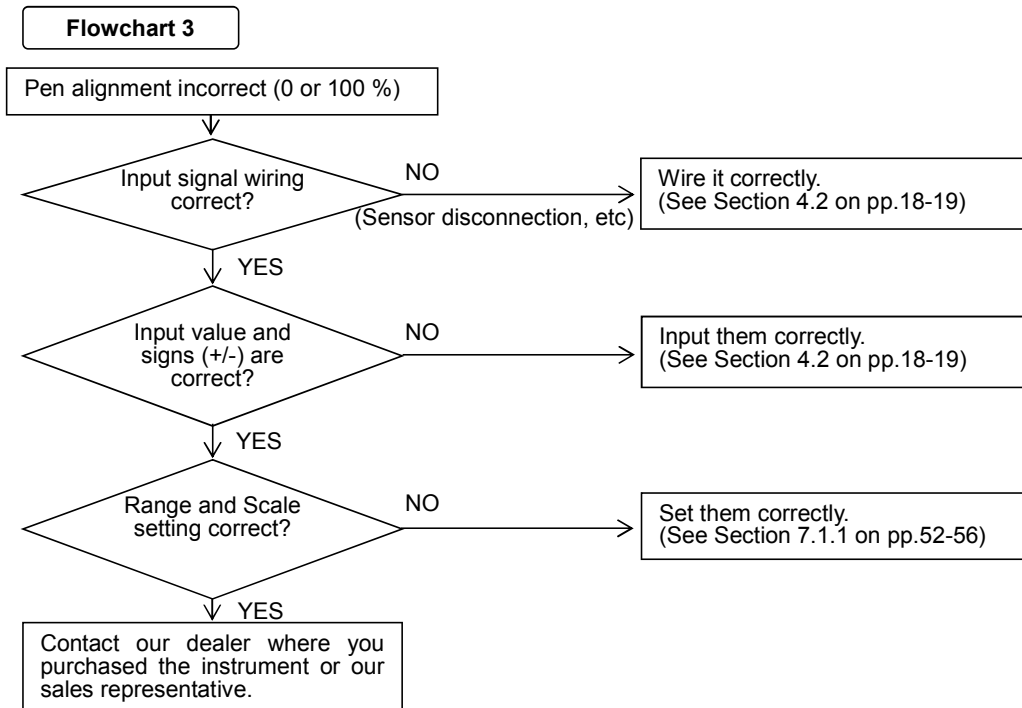 Flowchart 3
Pen alignment incorrect (0 or 100 %)
Input signal wiring
correct?
NO
(Sensor disconnection, etc)
Wire it correctly.
(See Section 4.2 on pp.18-19)
YES
Input value and
signs (+/-) are
correct?
NO
Input them correctly.
(See Section 4.2 on pp.18-19)
YES
Range and Scale
setting correct?
NO
Set them correctly.
(See Section 7.1.1 on pp.52-56)
YES
Contact our dealer where you
purchased the instrument or our
sales representative.